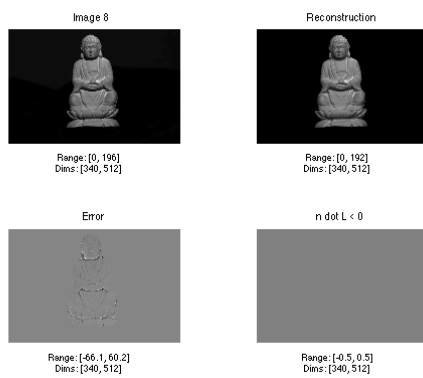 Image 8
Reconstruction
Range: [0, 196]
Dims: [340, 512]
Range: [0, 192]
Dims: [340, 512]
Error
n dot L < 0
Range: [-66.1, 60.2]
Dims: [340, 512]
Range: [-0.5, 0.5]
Dims: [340, 512]